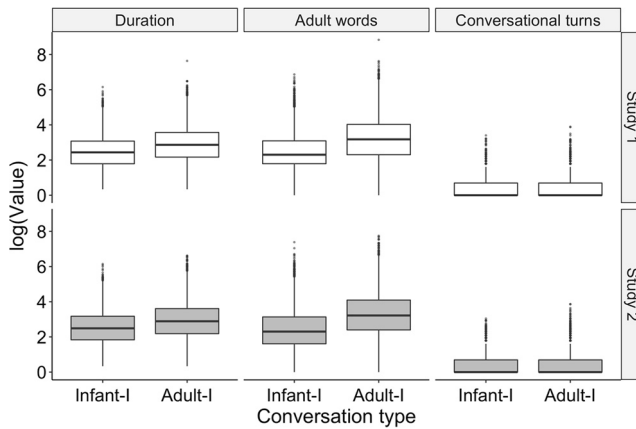 Duration Adult words Conversational turns
8
6
4
2
0
Study 1
log(Value)
8
6
4
2
0
Study 2
Infant-I Adult-I Infant-I Adult-I Infant-I Adult-I
Conversation type